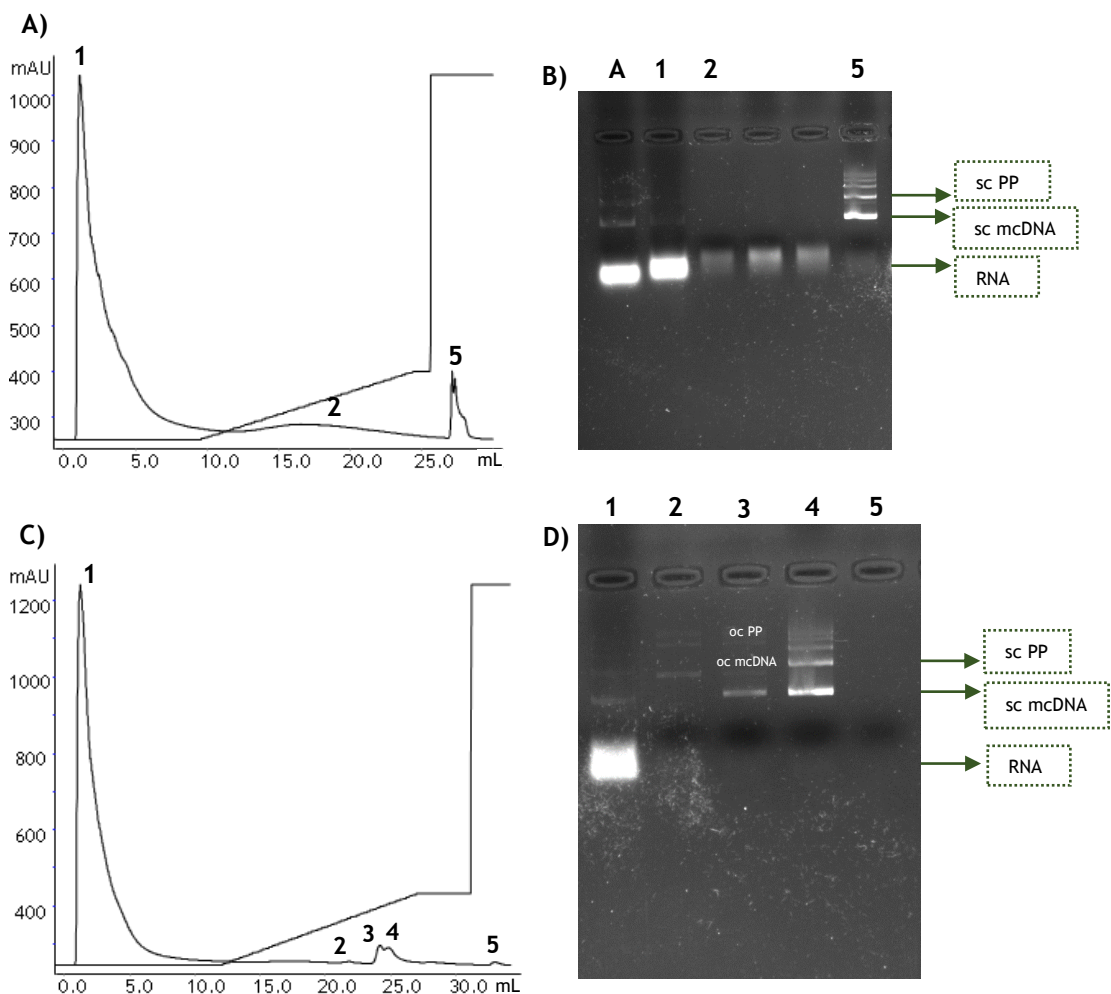 A)
1
mAU
1000
900
800
700
600
500
400
300
2
5
0.0 5.0 10.0 15.0 20.0 25.0 mL
B)
A 1 2 5
sc PP
sc mcDNA
RNA
C)
1
mAU
1200
1000
800
600
400
2 3 4 5
0.0 5.0 10.0 15.0 20.0 25.0 30.0 mL
D)
1 2 3 4 5
oc PP
oc mcDNA
sc PP
sc mcDNA
RNA